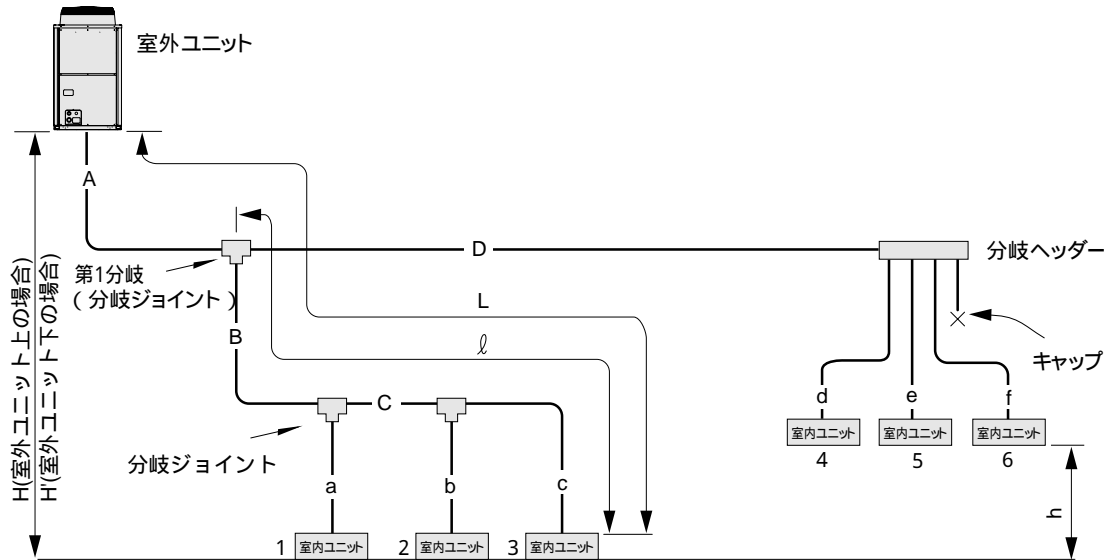 室外ユニット
A
H(室外ユニット上の場合)
H'(室外ユニット下の場合)
第1分岐
(分岐ジョイント)
D
分岐ヘッダー
L
ℓ
B
キャップ
C
d
e
f
分岐ジョイント
室内ユニット
4
室内ユニット
5
室内ユニット
6
a
b
c
h
1 室内ユニット
2 室内ユニット
3 室内ユニット